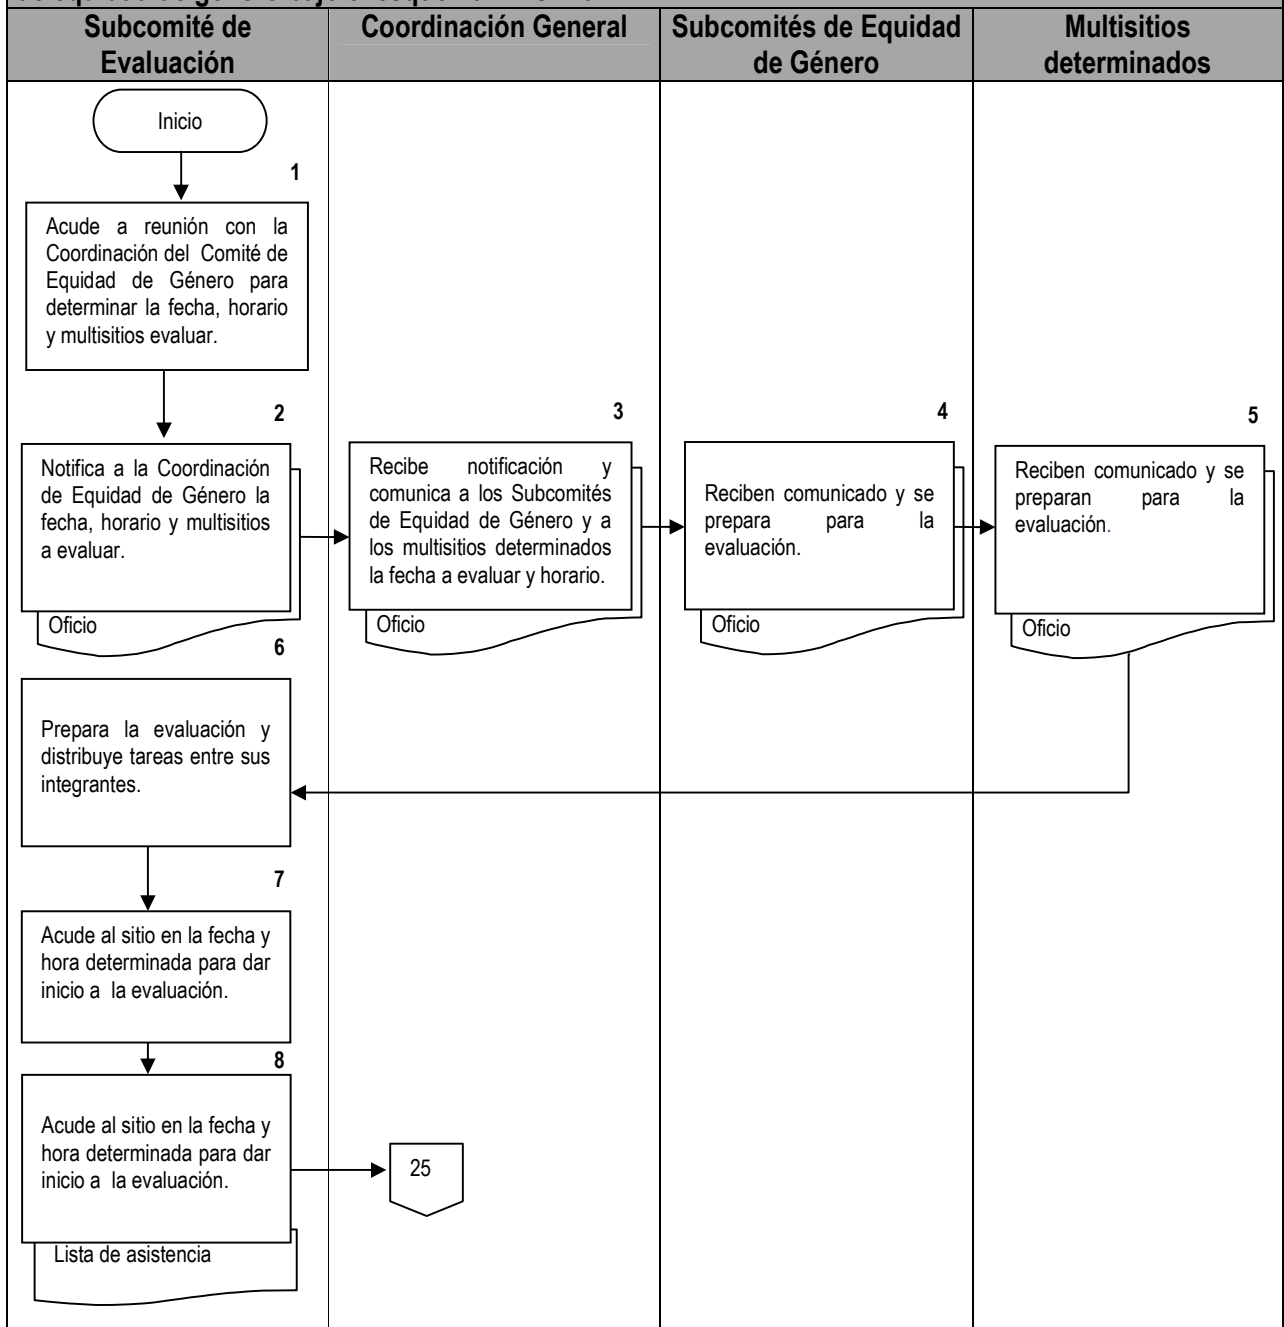 Subcomité de
Evaluación
Coordinación General
Subcomités de Equidad
de Género
Multisitios
determinados
Inicio
1
Acude a reunión con la
Coordinación del Comité de
Equidad de Género para
determinar la fecha, horario
y multisitios evaluar.
2
Notifica a la Coordinación
de Equidad de Género la
fecha, horario y multisitios
a evaluar.
Oficio
3
Recibe notificación y
comunica a los Subcomités
de Equidad de Género y a
los multisitios determinados
la fecha a evaluar y horario.
Oficio
4
Reciben comunicado y se
prepara para la
evaluación.
Oficio
5
Reciben comunicado y se
preparan para la
evaluación.
Oficio
6
Prepara la evaluación y
distribuye tareas entre sus
integrantes.
7
Acude al sitio en la fecha y
hora determinada para dar
inicio a la evaluación.
8
Acude al sitio en la fecha y
hora determinada para dar
inicio a la evaluación.
Lista de asistencia
25